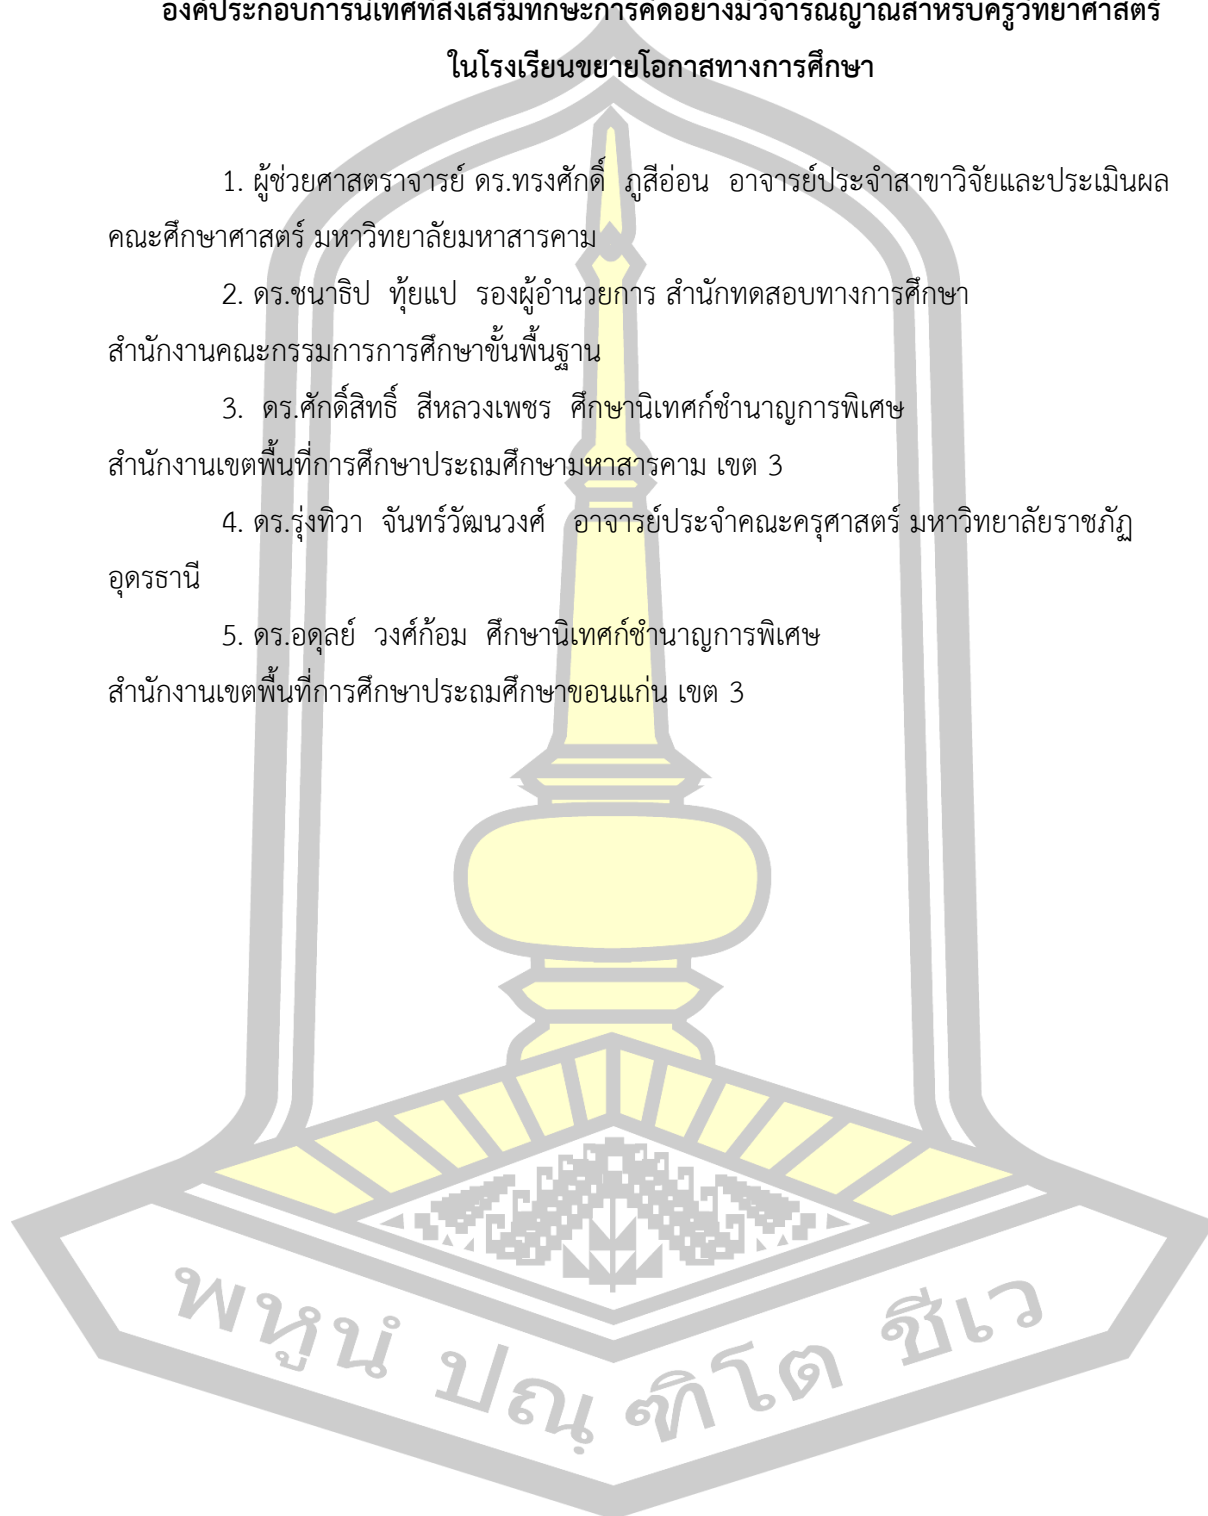 องค์ประกอบการนิเทศที่ส่งเสริมทักษะการคิดอย่างมีวิจารณญาณสำหรับครูวิทยาศาสตร์
ในโรงเรียนขยายโอกาสทางการศึกษา
1. ผู้ช่วยศาสตราจารย์ ดร.ทรงศักดิ์ ภูสีอ่อน อาจารย์ประจำสาขาวิจัยและประเมินผล
คณะศึกษาศาสตร์ มหาวิทยาลัยมหาสารคาม
2. ดร.ชนาธิป ทุ้ยแป รองผู้อำนวยการ สำนักทดสอบทางการศึกษา
สำนักงานคณะกรรมการการศึกษาขั้นพื้นฐาน
3. ดร.ศักดิ์สิทธิ์ สีหลวงเพชร ศึกษานิเทศก์ชำนาญการพิเศษ
สำนักงานเขตพื้นที่การศึกษาประถมศึกษามหาสารคาม เขต 3
4. ดร.รุ่งทิวา จันทร์วัฒนวงศ์ อาจารย์ประจำคณะครุศาสตร์ มหาวิทยาลัยราชภัฏ
อุดรธานี
5. ดร.อดุลย์ วงศ์ก้อม ศึกษานิเทศก์ชำนาญการพิเศษ
สำนักงานเขตพื้นที่การศึกษาประถมศึกษาขอนแก่น เขต 3
พหูนํ ปณฺ ฑิโต ชีเว